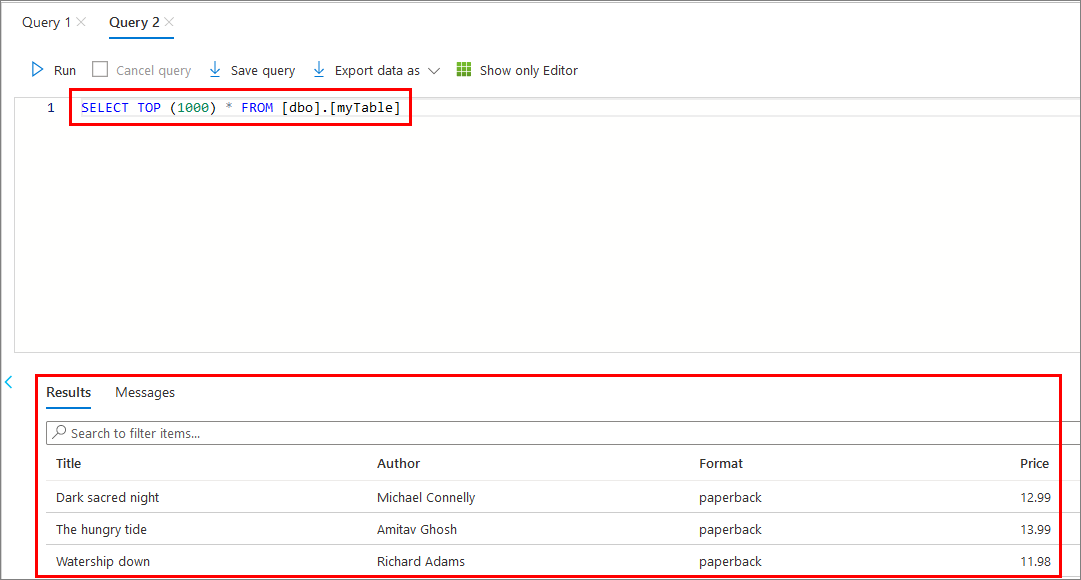 Query 1 Query 2
Run Cancel query Save query Export data as Show only Editor
1 SELECT TOP (1000) * FROM [dbo].[myTable]
Results Messages
Search to filter items...
Title Author Format Price
Dark sacred night Michael Connelly paperback 12.99
The hungry tide Amitav Ghosh paperback 13.99
Watership down Richard Adams paperback 11.98